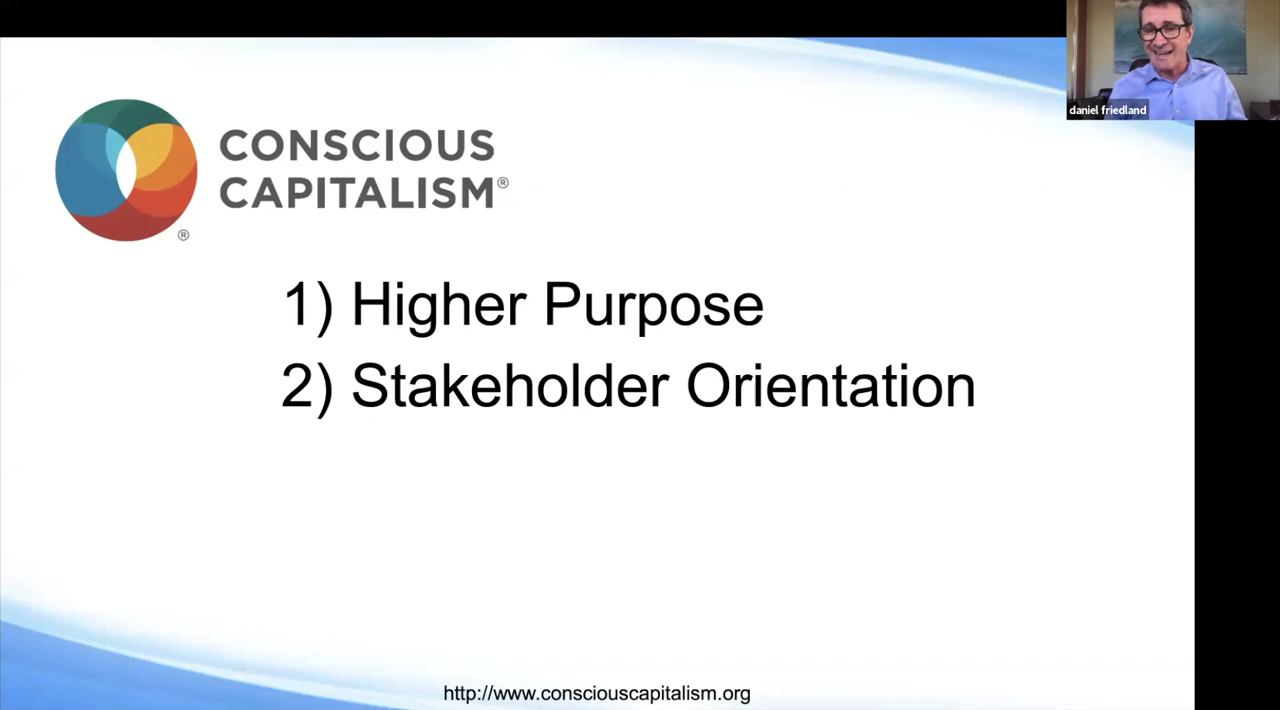 daniel friedland
CONSCIOUS
CAPITALISM®
®
1) Higher Purpose
2) Stakeholder Orientation
http://www.consciouscapitalism.org